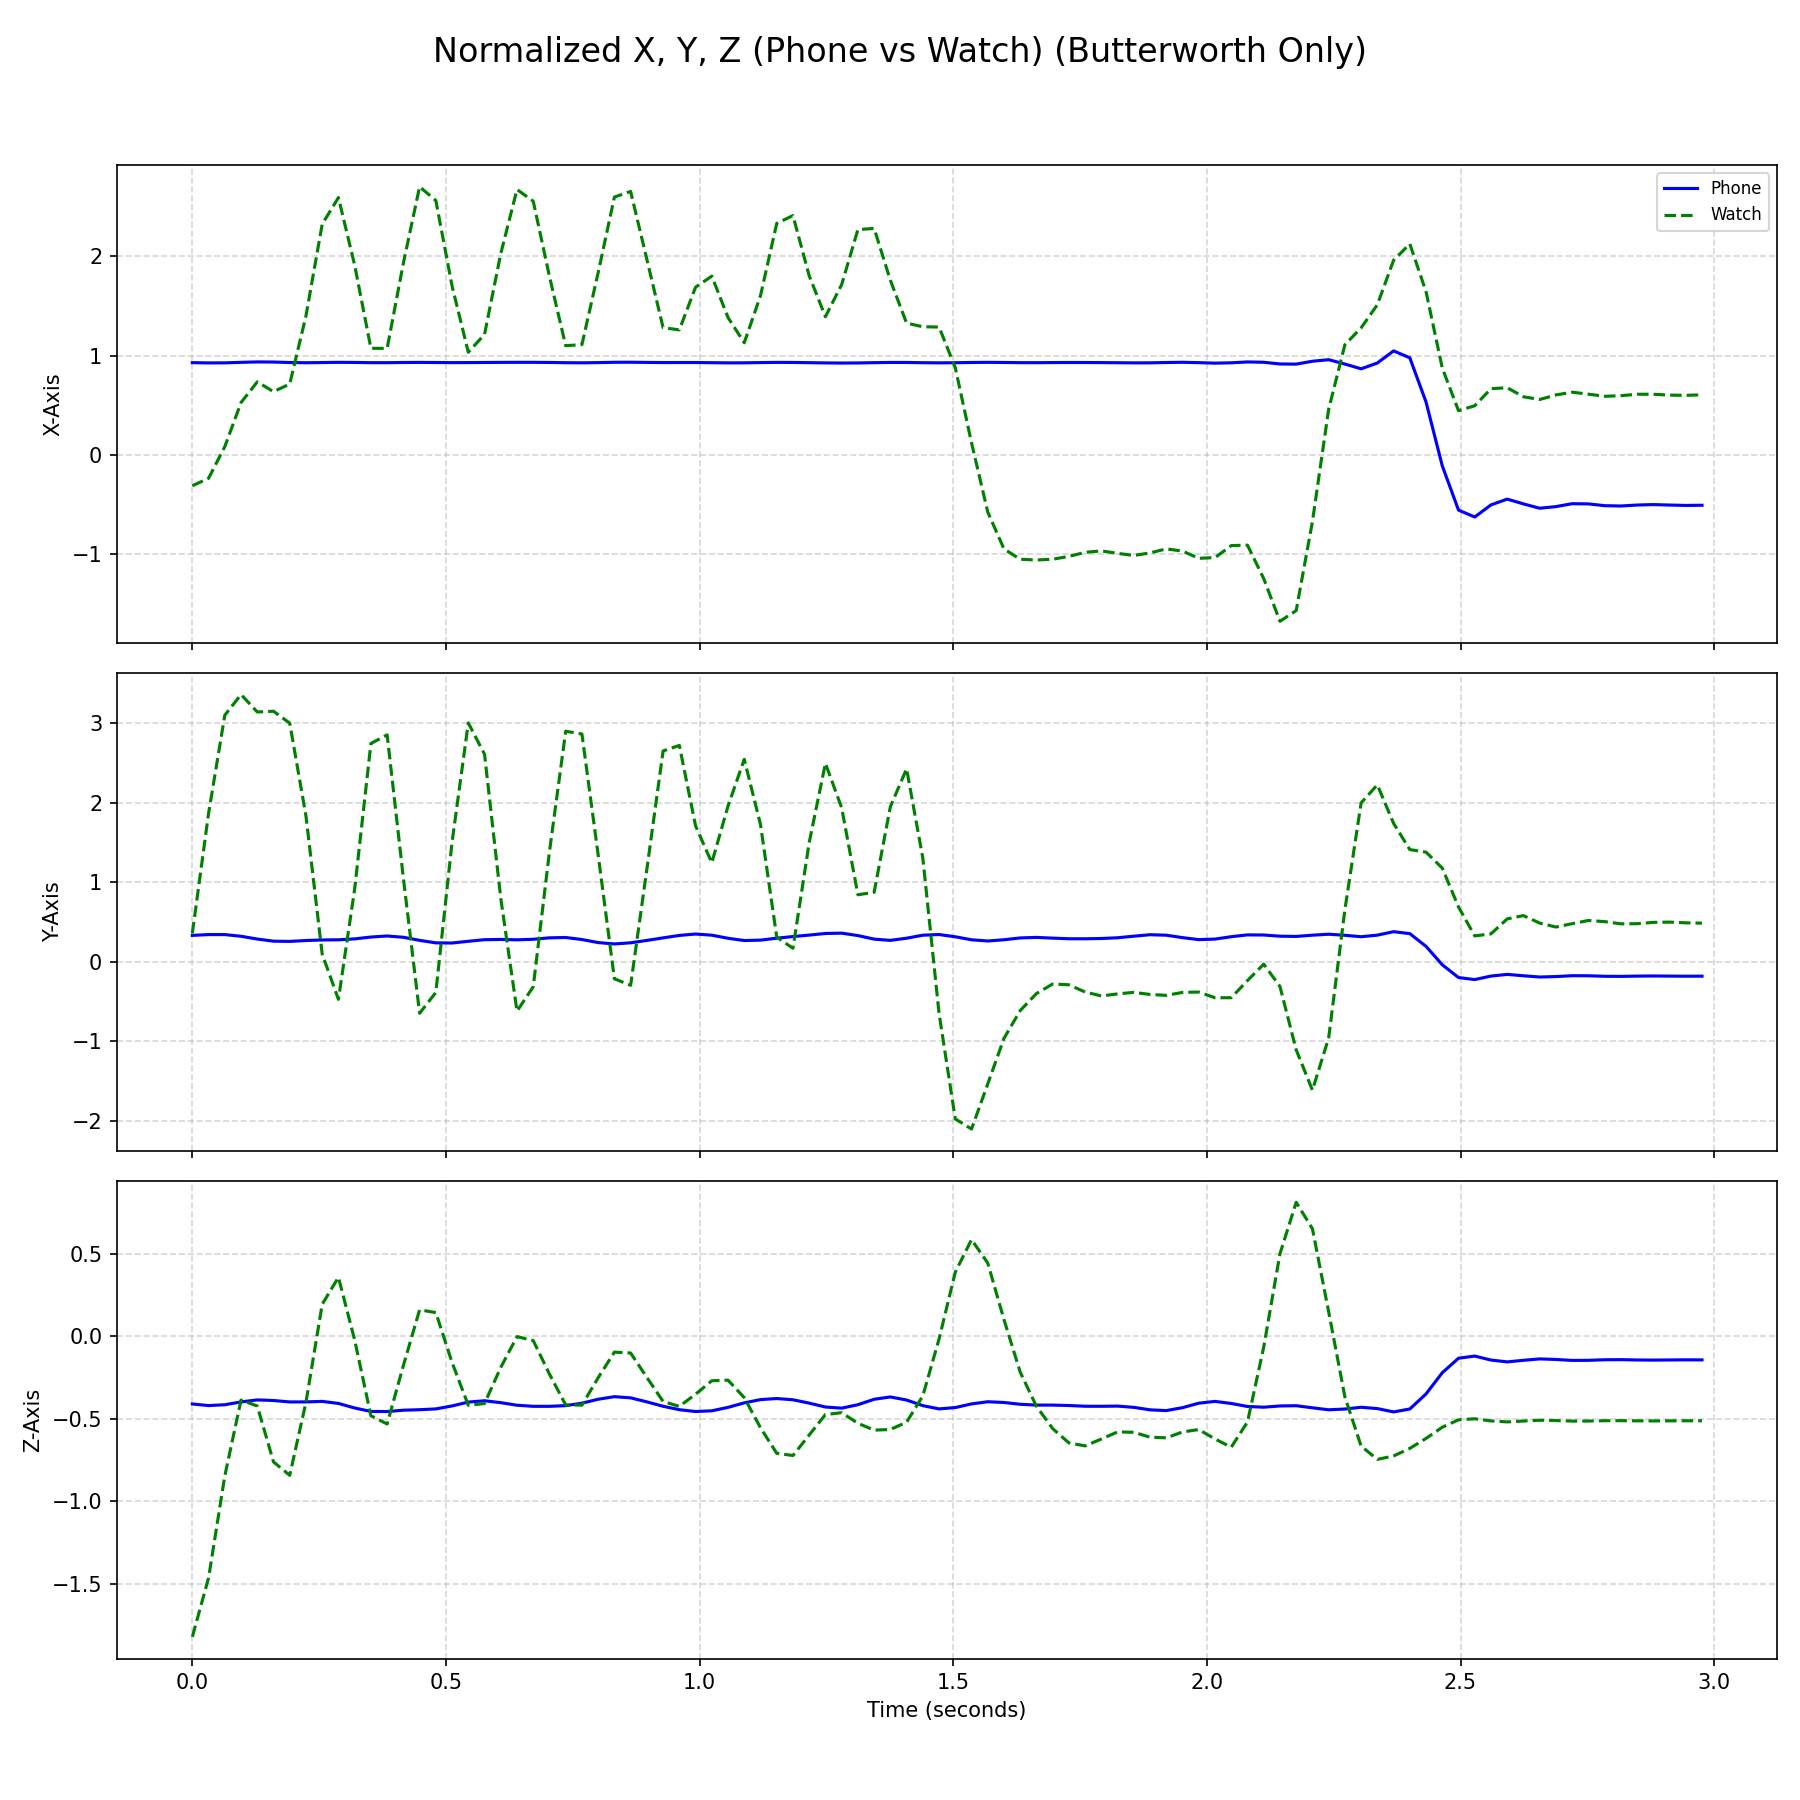 Normalized X, Y, Z (Phone vs Watch) (Butterworth Only)
Phone
Watch
X-Axis
2
1
0
−1
Y-Axis
3
2
1
0
−1
−2
Z-Axis
0.5
0.0
−0.5
−1.0
−1.5
0.0 0.5 1.0 1.5 2.0 2.5 3.0
Time (seconds)